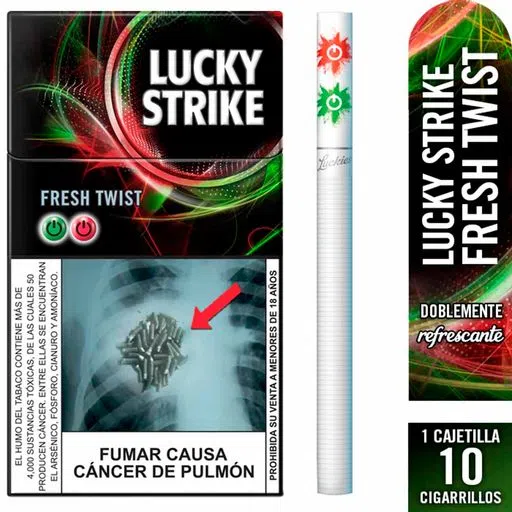 LUCKY
STRIKE
FRESH TWIST
EL HUMO DEL TABACO CONTIENE MÁS DE
4,000 SUSTANCIAS TÓXICAS, DE LAS CUALES 50
PRODUCEN CÁNCER. ENTRE ELLAS SE ENCUENTRAN
EL ARSÉNICO, FÓSFORO, CIANURO Y AMONÍACO.
PROHIBIDA SU VENTA A MENORES DE 18 AÑOS
FUMAR CAUSA
CÁNCER DE PULMÓN
Luckies
LUCKY STRIKE
FRESH TWIST
DOBLEMENTE
refrescante
1 CAJETILLA
10
CIGARRILLOS